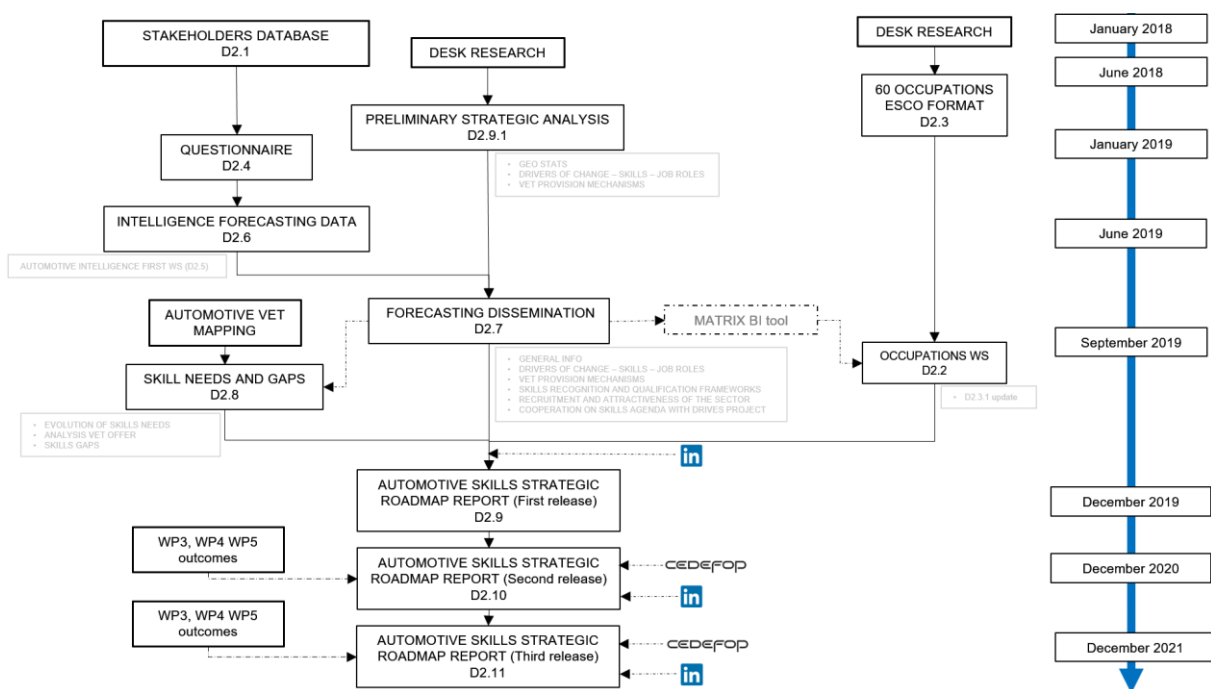 STAKEHOLDERS DATABASE
D2.1
DESK RESEARCH
DESK RESEARCH
January 2018
June 2018
60 OCCUPATIONS
ESCO FORMAT
D2.3
PRELIMINARY STRATEGIC ANALYSIS
D2.9.1
QUESTIONNAIRE
D2.4
January 2019
• GEO STATS
• DRIVERS OF CHANGE – SKILLS – JOB ROLES
• VET PROVISION MECHANISMS
INTELLIGENCE FORECASTING DATA
D2.6
June 2019
AUTOMOTIVE INTELLIGENCE FIRST WS (D2.5)
AUTOMOTIVE VET
MAPPING
FORECASTING DISSEMINATION
D2.7
MATRIX BI tool
September 2019
OCCUPATIONS WS
D2.2
SKILL NEEDS AND GAPS
D2.8
• GENERAL INFO
• DRIVERS OF CHANGE – SKILLS – JOB ROLES
• VET PROVISION MECHANISMS
• SKILLS RECOGNITION AND QUALIFICATION FRAMEWORKS
• RECRUITMENT AND ATTRACTIVENESS OF THE SECTOR
• COOPERATION ON SKILLS AGENDA WITH DRIVES PROJECT
• D2.3.1 update
• EVOLUTION OF SKILLS NEEDS
• ANALYSIS VET OFFER
• SKILLS GAPS
in
AUTOMOTIVE SKILLS STRATEGIC
ROADMAP REPORT (First release)
D2.9
December 2019
WP3, WP4 WP5
outcomes
AUTOMOTIVE SKILLS STRATEGIC
ROADMAP REPORT (Second release)
D2.10
CEDEFOP
in
December 2020
WP3, WP4 WP5
outcomes
AUTOMOTIVE SKILLS STRATEGIC
ROADMAP REPORT (Third release)
D2.11
CEDEFOP
in
December 2021